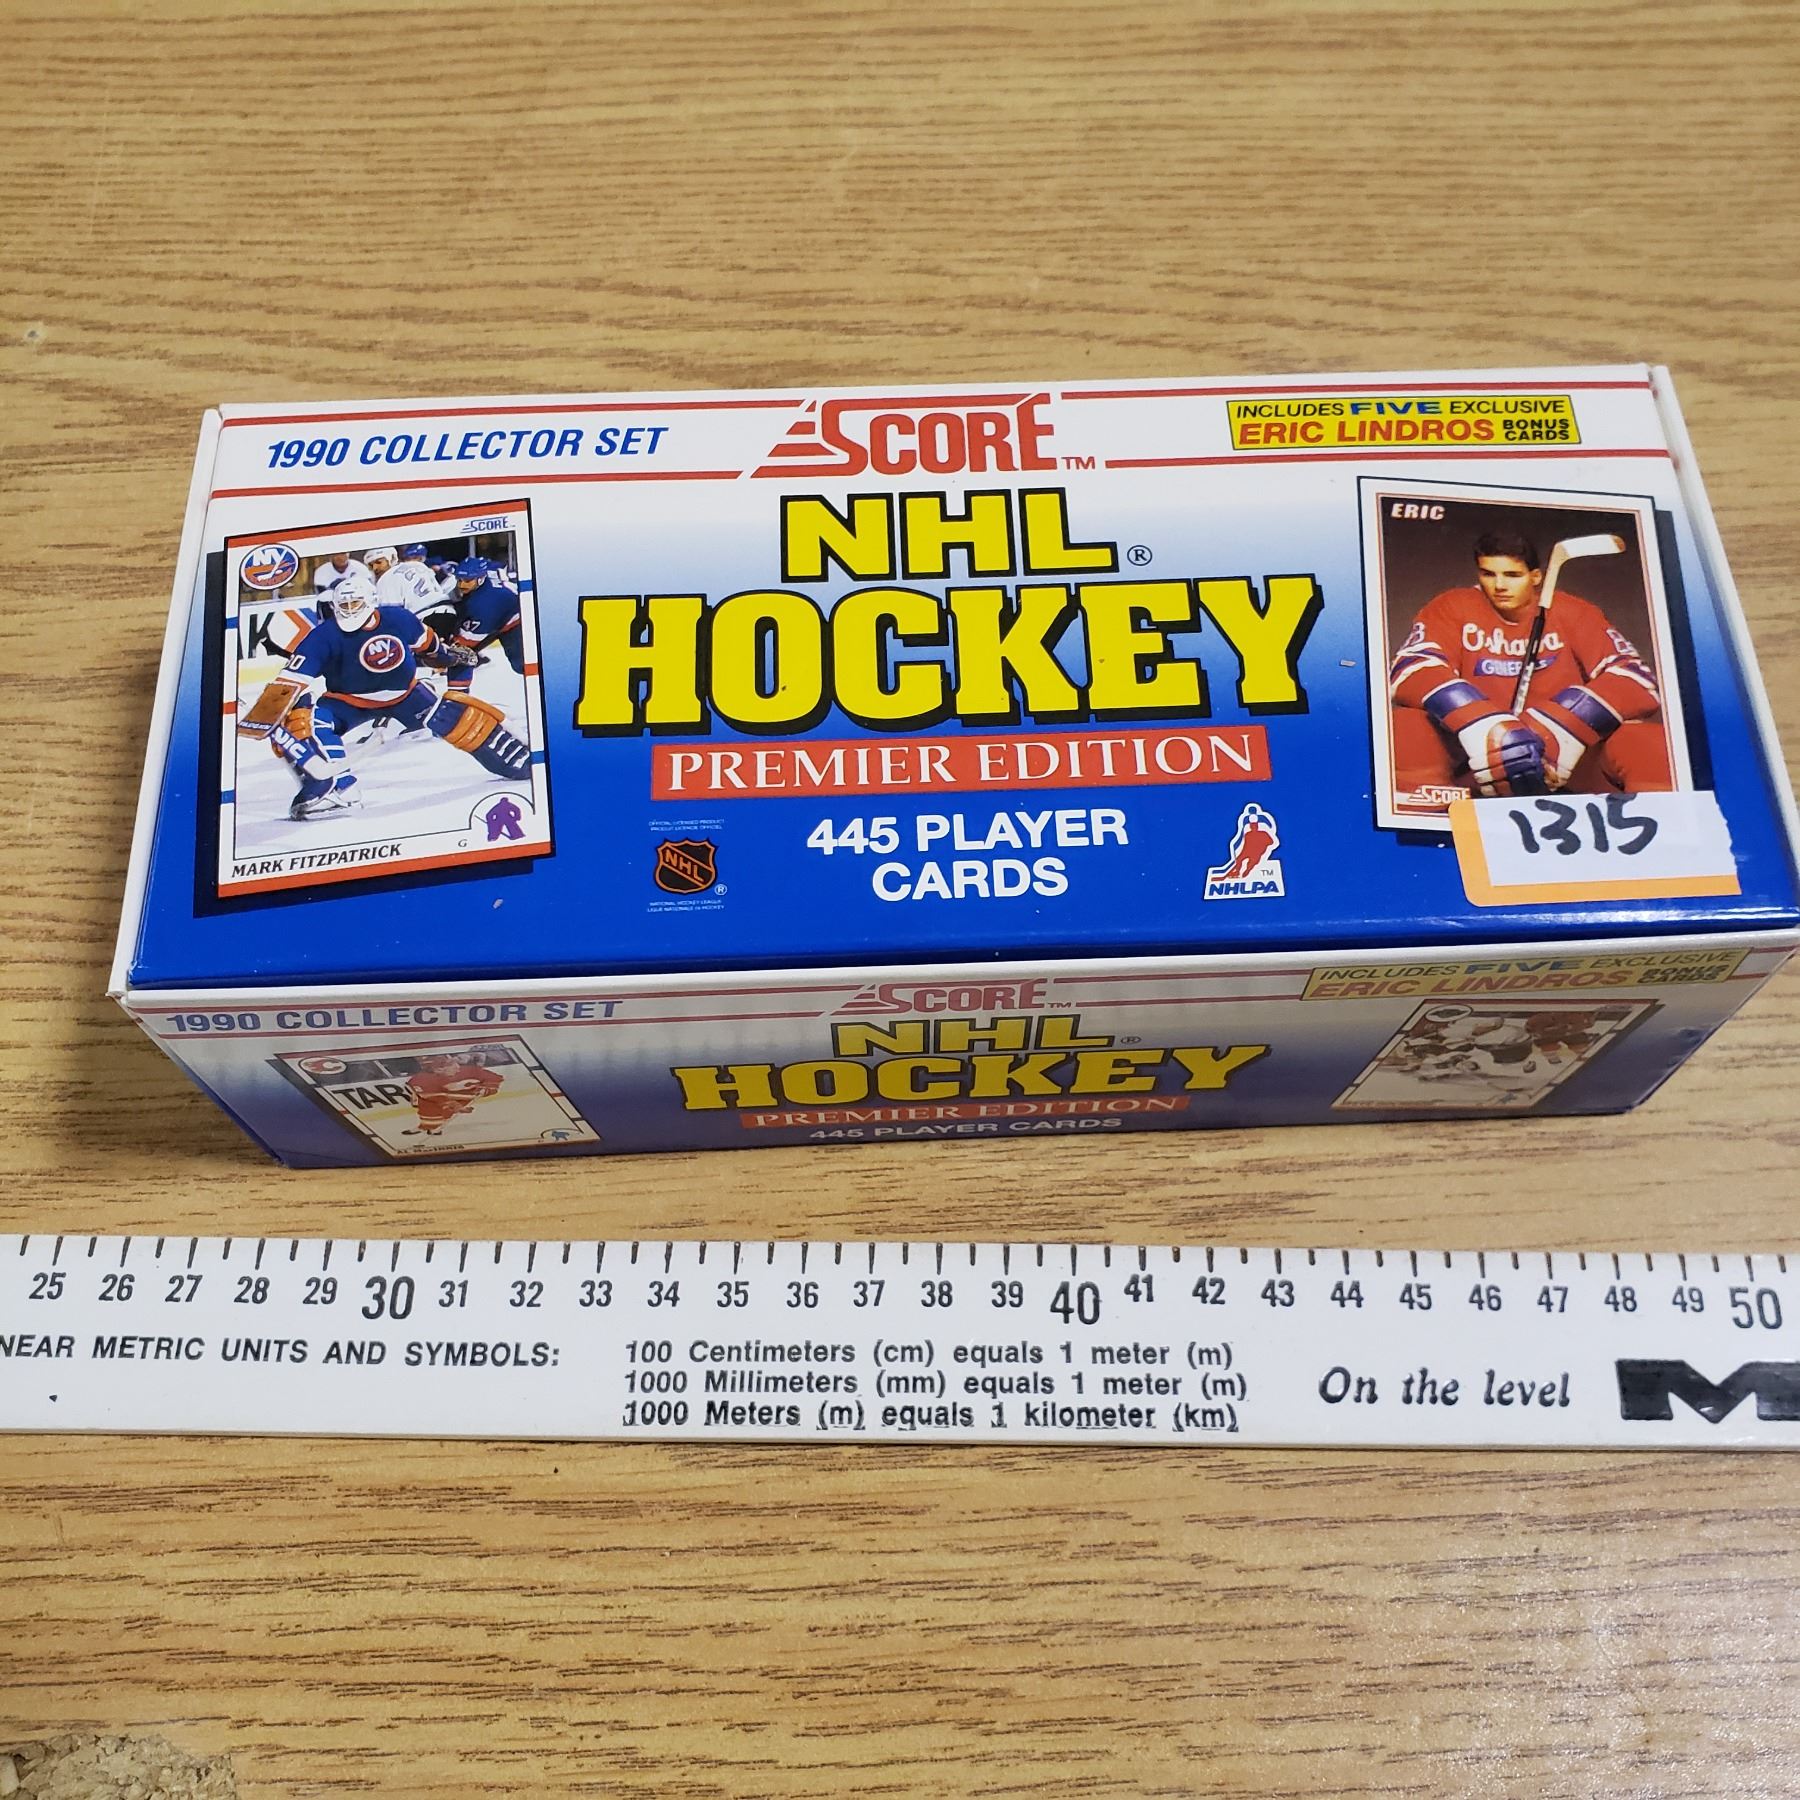 1990 COLLECTOR SET
SCORE™
INCLUDES FIVE EXCLUSIVE
ERIC LINDROS BONUS CARDS
NHL®
HOCKEY
PREMIER EDITION
445 PLAYER
CARDS
SCORE
NY
K
NY
MARK FITZPATRICK
G
NHL
®
TM
NHLPA
ERIC
Oshawa
GENERALS
SCORE
1315
1990 COLLECTOR SET
SCORE™
INCLUDES FIVE EXCLUSIVE
ERIC LINDROS BONUS CARDS
NHL®
HOCKEY
PREMIER EDITION
445 PLAYER CARDS
TAR
AL MacINNIS
25 26 27 28 29 30 31 32 33 34 35 36 37 38 39 40 41 42 43 44 45 46 47 48 49 50
NEAR METRIC UNITS AND SYMBOLS:
100 Centimeters (cm) equals 1 meter (m)
1000 Millimeters (mm) equals 1 meter (m)
1000 Meters (m) equals 1 kilometer (km)
On the level
M